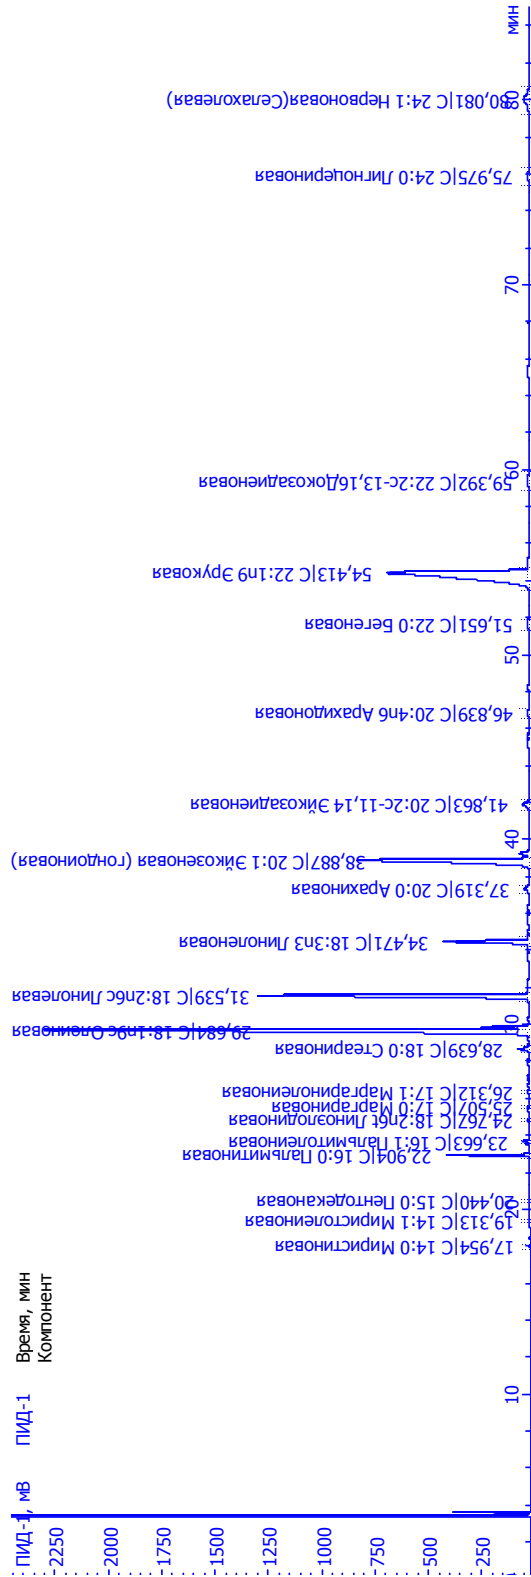 ПИД-1, мВ
ПИД-1
Время, мин
Компонент
2250
2000
1750
1500
1250
1000
750
500
250
17,954|C 14:0 Миристиновая
19,313|C 14:1 Миристолеиновая
20,440|C 15:0 Пентодекановая
22,904|C 16:0 Пальмитиновая
23,663|C 16:1 Пальмитолеиновая
24,767|C 18:2n6t Линоэлодиновая
25,507|C 17:0 Маргариновая
26,312|C 17:1 Маргаринолеиновая
28,639|C 18:0 Стеариновая
29,684|C 18:1n9c Олеиновая
31,539|C 18:2n6c Линолевая
34,471|C 18:3n3 Линоленовая
37,319|C 20:0 Арахиновая
38,887|C 20:1 Эйкозеновая (гондоиновая)
41,863|C 20:2c-11,14 Эйкозадиеновая
46,839|C 20:4n6 Арахидоновая
51,651|C 22:0 Бегеновая
54,413|C 22:1n9 Эруковая
59,392|C 22:2c-13,16Докозадиеновая
75,975|C 24:0 Лигноцериновая
80,081|C 24:1 Нервоновая(Селахолевая)
10
20
30
40
50
60
70
80
мин